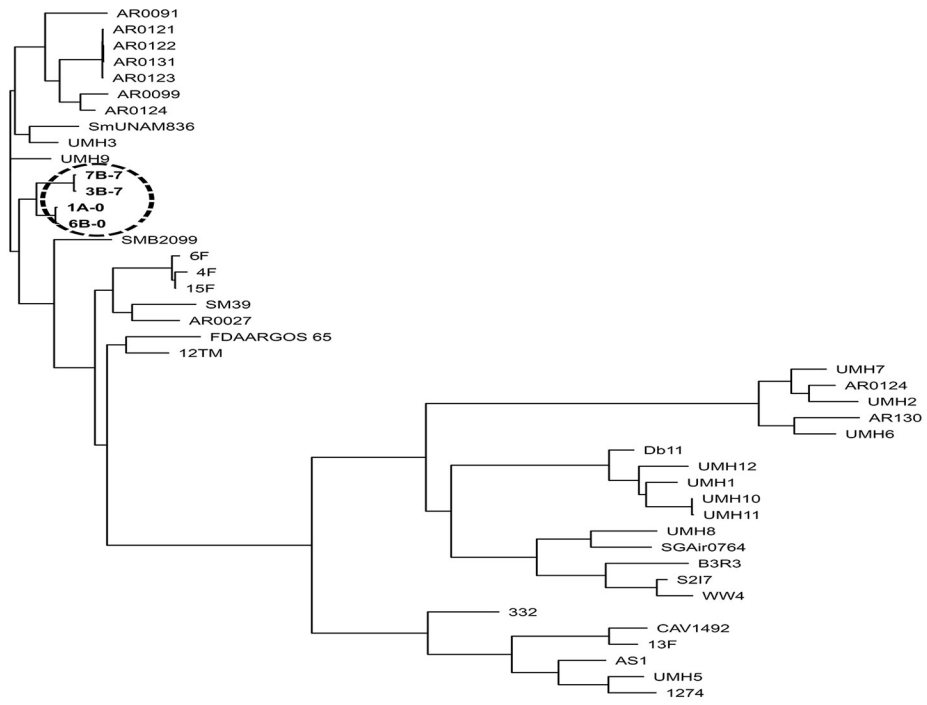 AR0091
AR0121
AR0122
AR0131
AR0123
AR0099
AR0124
SmUNAM836
UMH3
UMH9
7B-7
3B-7
1A-0
6B-0
SMB2099
6F
4F
15F
SM39
AR0027
FDAARGOS 65
12TM
UMH7
AR0124
UMH2
AR130
UMH6
Db11
UMH12
UMH1
UMH10
UMH11
UMH8
SGAir0764
B3R3
S2I7
WW4
332
CAV1492
13F
AS1
UMH5
1274